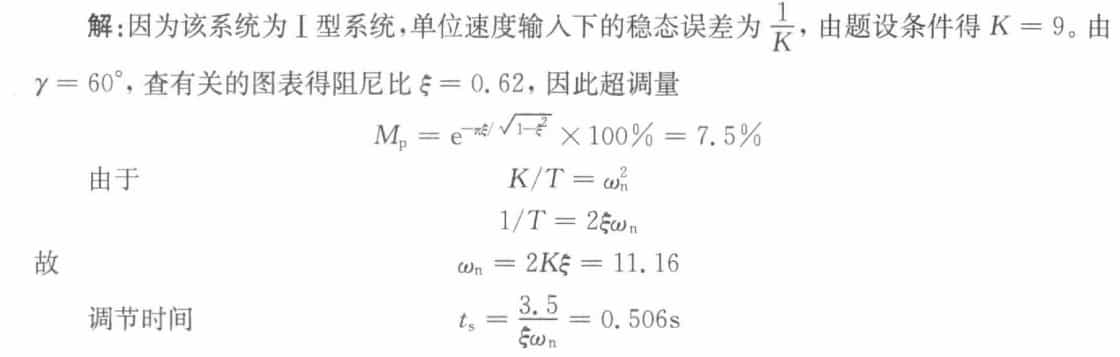 解:因为该系统为Ⅰ型系统,单位速度输入下的稳态误差为 $\frac{1}{K}$, 由题设条件得 K = 9。由
γ = 60°, 查有关的图表得阻尼比 ξ = 0.62, 因此超调量
$M_p = e^{-\pi\xi/\sqrt{1-\xi^2}} \times 100\% = 7.5\%$
由于 $K/T = \omega_n^2$
$1/T = 2\xi\omega_n$
故 $\omega_n = 2K\xi = 11.16$
调节时间 $t_s = \frac{3.5}{\xi\omega_n} = 0.506s$